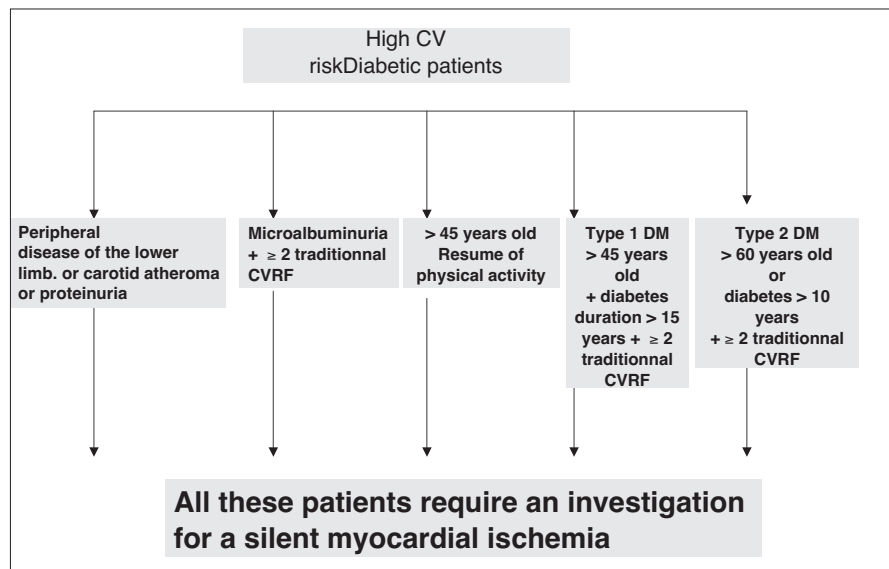 High CV
riskDiabetic patients
Peripheral
disease of the lower
limb. or carotid atheroma
or proteinuria
Microalbuminuria
+ ≥ 2 traditionnal
CVRF
> 45 years old
Resume of
physical activity
Type 1 DM
> 45 years
old
+ diabetes
duration > 15
years + ≥ 2
traditionnal
CVRF
Type 2 DM
> 60 years old
or
diabetes > 10
years
+ ≥ 2 traditionnal
CVRF
All these patients require an investigation
for a silent myocardial ischemia